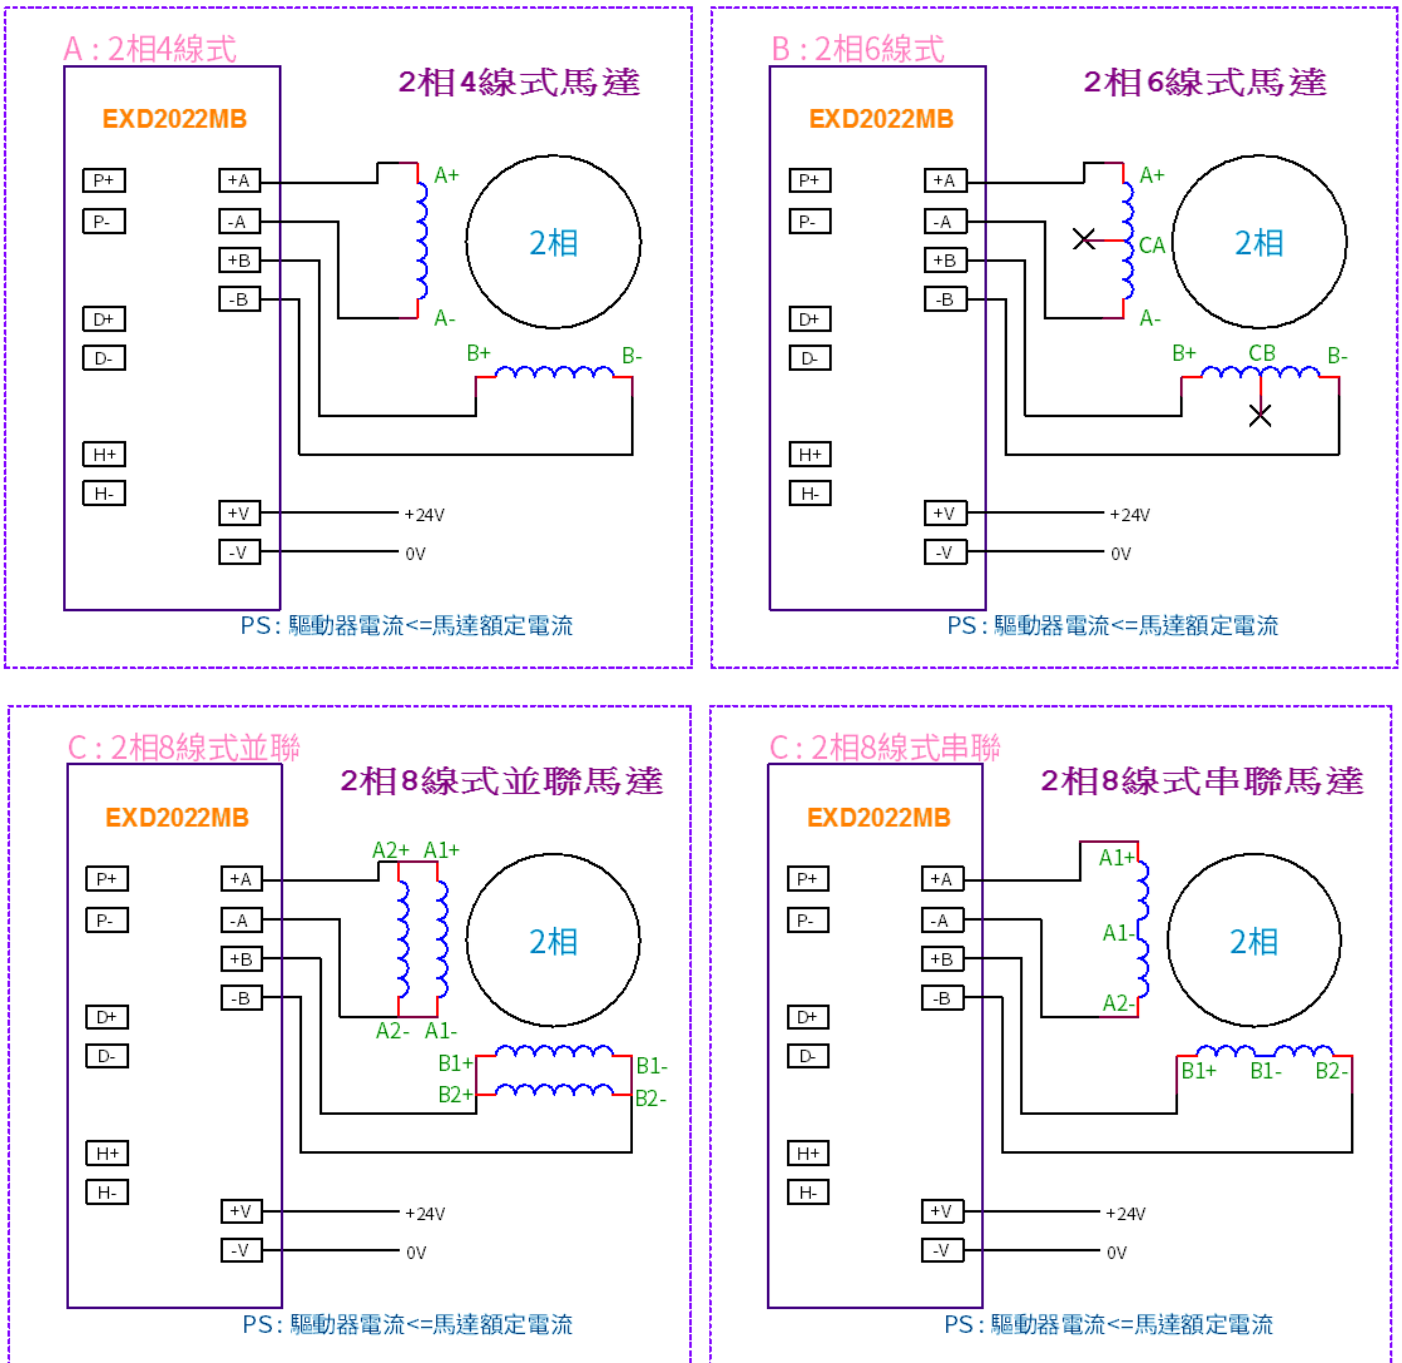 A : 2相4線式
2相4線式馬達
EXD2022MB
P+
+A
A+
P-
-A
2相
+B
-B
D+
A-
D-
B+
B-
H+
H-
+V
+24V
-V
0V
PS : 驅動器電流<=馬達額定電流
B : 2相6線式
2相6線式馬達
EXD2022MB
P+
+A
A+
P-
-A
CA
2相
+B
-B
D+
A-
D-
B+
CB
B-
H+
H-
+V
+24V
-V
0V
PS : 驅動器電流<=馬達額定電流
C : 2相8線式並聯
2相8線式並聯馬達
EXD2022MB
A2+
A1+
P+
+A
P-
-A
2相
+B
-B
D+
A2-
A1-
D-
B1+
B1-
B2+
B2-
H+
H-
+V
+24V
-V
0V
PS : 驅動器電流<=馬達額定電流
C : 2相8線式串聯
2相8線式串聯馬達
EXD2022MB
A1+
P+
+A
P-
-A
A1-
2相
+B
-B
A2-
D+
D-
B1+
B1-
B2-
H+
H-
+V
+24V
-V
0V
PS : 驅動器電流<=馬達額定電流